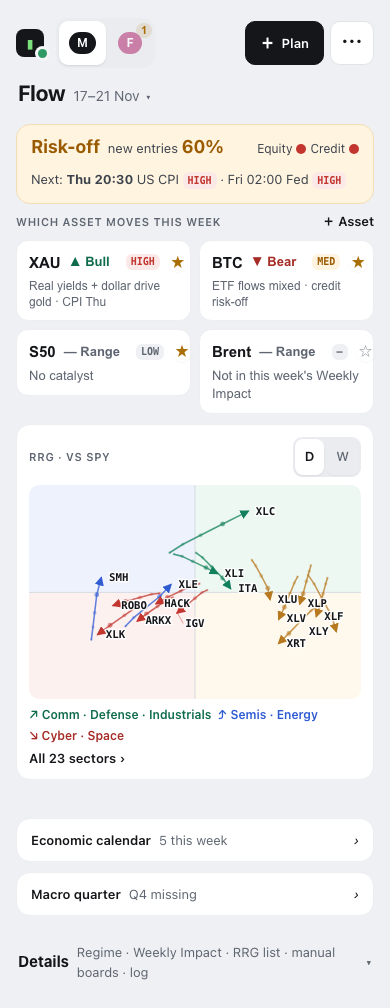 M F 1 + Plan ···
Flow 17–21 Nov ▾
Risk-off new entries 60% Equity Credit
Next: Thu 20:30 US CPI HIGH · Fri 02:00 Fed HIGH
WHICH ASSET MOVES THIS WEEK + Asset
XAU ▲ Bull HIGH ★
Real yields + dollar drive
gold · CPI Thu
BTC ▼ Bear MED ★
ETF flows mixed · credit
risk-off
S50 — Range LOW ★
No catalyst
Brent — Range – ☆
Not in this week's Weekly
Impact
RRG · VS SPY D W
XLC
XLI
SMH
XLE
ITA
ROBO
HACK
XLU
XLP
ARKX
IGV
XLV
XLF
XLK
XLY
XRT
↗ Comm · Defense · Industrials ⤴ Semis · Energy
↘ Cyber · Space
All 23 sectors ›
Economic calendar 5 this week ›
Macro quarter Q4 missing ›
Details Regime · Weekly Impact · RRG list · manual
boards · log ▾